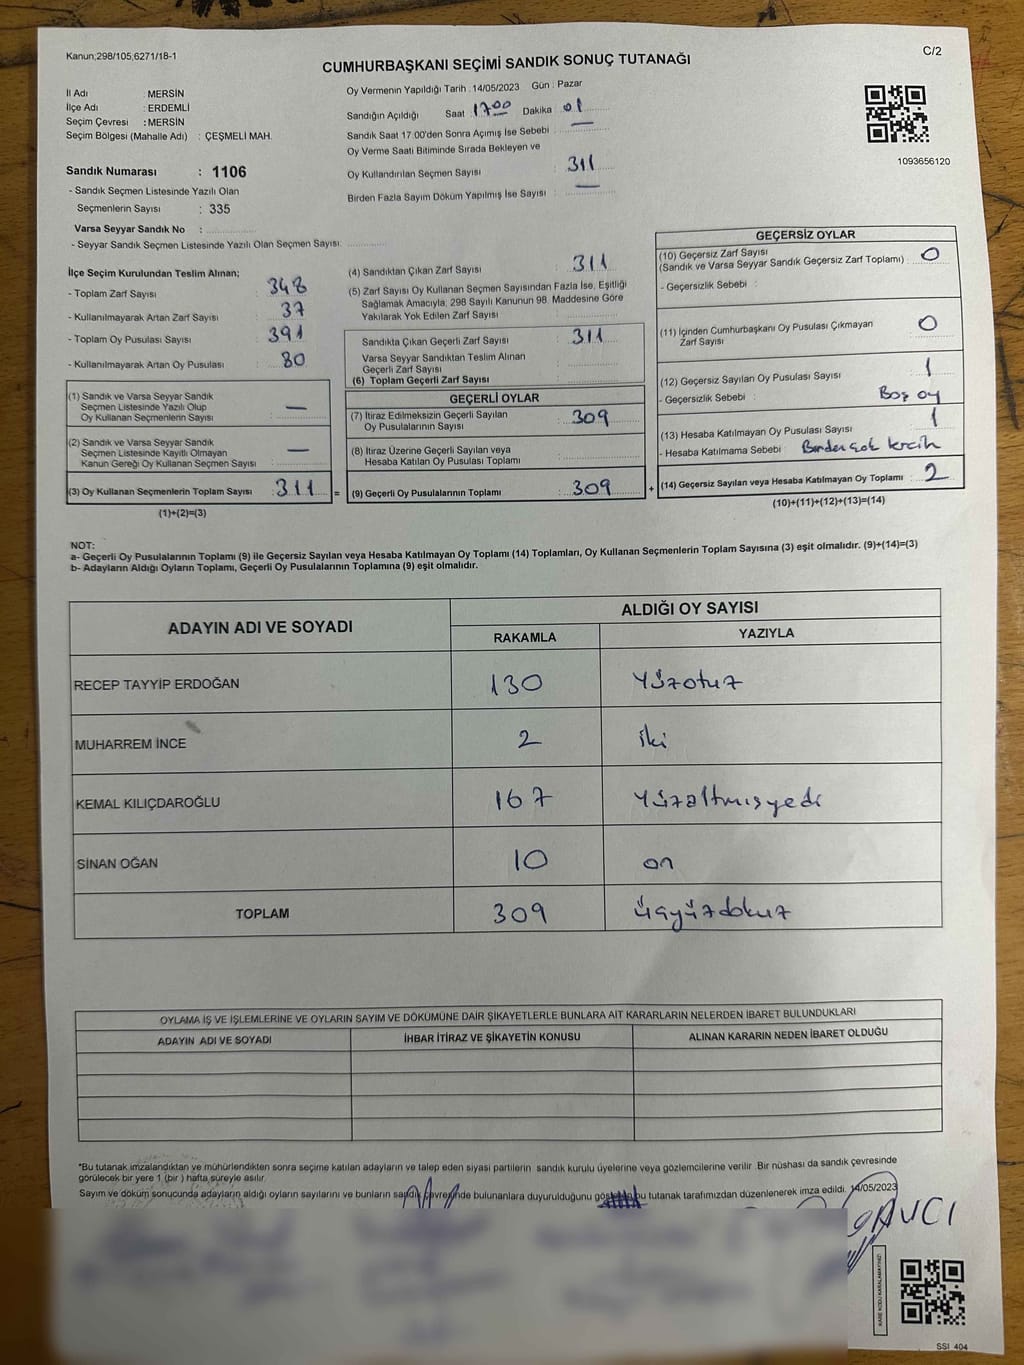 Kanun;298/105,6271/18-1
C/2
CUMHURBAŞKANI SEÇİMİ SANDIK SONUÇ TUTANAĞI
İl Adı : MERSİN
İlçe Adı : ERDEMLİ
Seçim Çevresi : MERSİN
Seçim Bölgesi (Mahalle Adı) : ÇEŞMELİ MAH.
Oy Vermenin Yapıldığı Tarih : 14/05/2023 Gün : Pazar
Sandığın Açıldığı Saat 17.00 Dakika 01
Sandık Saat 17:00'den Sonra Açımış İse Sebebi : —
Oy Verme Saati Bitiminde Sırada Bekleyen ve
Oy Kullandırılan Seçmen Sayısı : 311
Birden Fazla Sayım Döküm Yapılmış İse Sayısı : —
1093656120
Sandık Numarası : 1106
- Sandık Seçmen Listesinde Yazılı Olan
Seçmenlerin Sayısı : 335
Varsa Seyyar Sandık No :
- Seyyar Sandık Seçmen Listesinde Yazılı Olan Seçmen Sayısı:
İlçe Seçim Kurulundan Teslim Alınan;
- Toplam Zarf Sayısı : 348
- Kullanılmayarak Artan Zarf Sayısı : 37
- Toplam Oy Pusulası Sayısı : 391
- Kullanılmayarak Artan Oy Pusulası : 80
(1) Sandık ve Varsa Seyyar Sandık
Seçmen Listesinde Yazılı Olup
Oy Kullanan Seçmenlerin Sayısı : —
(2) Sandık ve Varsa Seyyar Sandık
Seçmen Listesinde Kayıtlı Olmayan
Kanun Gereği Oy Kullanan Seçmen Sayısı : —
(3) Oy Kullanan Seçmenlerin Toplam Sayısı : 311 =
(1)+(2)=(3)
(4) Sandıktan Çıkan Zarf Sayısı : 311
(5) Zarf Sayısı Oy Kullanan Seçmen Sayısından Fazla İse, Eşitliği
Sağlamak Amacıyla, 298 Sayılı Kanunun 98. Maddesine Göre
Yakılarak Yok Edilen Zarf Sayısı :
Sandıkta Çıkan Geçerli Zarf Sayısı : 311
Varsa Seyyar Sandıktan Teslim Alınan
Geçerli Zarf Sayısı :
(6) Toplam Geçerli Zarf Sayısı :
GEÇERLİ OYLAR
(7) İtiraz Edilmeksizin Geçerli Sayılan
Oy Pusulalarının Sayısı : 309
(8) İtiraz Üzerine Geçerli Sayılan veya
Hesaba Katılan Oy Pusulası Toplamı :
(9) Geçerli Oy Pusulalarının Toplamı : 309 +
GEÇERSİZ OYLAR
(10) Geçersiz Zarf Sayısı
(Sandık ve Varsa Seyyar Sandık Geçersiz Zarf Toplamı) : 0
- Geçersizlik Sebebi :
(11) İçinden Cumhurbaşkanı Oy Pusulası Çıkmayan
Zarf Sayısı : 0
(12) Geçersiz Sayılan Oy Pusulası Sayısı : 1
- Geçersizlik Sebebi : Boş oy
(13) Hesaba Katılmayan Oy Pusulası Sayısı : 1
- Hesaba Katılmama Sebebi Birden çok tercih
(14) Geçersiz Sayılan veya Hesaba Katılmayan Oy Toplamı : 2
(10)+(11)+(12)+(13)=(14)
NOT:
a- Geçerli Oy Pusulalarının Toplamı (9) ile Geçersiz Sayılan veya Hesaba Katılmayan Oy Toplamı (14) Toplamları, Oy Kullanan Seçmenlerin Toplam Sayısına (3) eşit olmalıdır. (9)+(14)=(3)
b- Adayların Aldığı Oyların Toplamı, Geçerli Oy Pusulalarının Toplamına (9) eşit olmalıdır.
ADAYIN ADI VE SOYADI ALDIĞI OY SAYISI
RAKAMLA YAZIYLA
RECEP TAYYİP ERDOĞAN 130 Yüzotuz
MUHARREM İNCE 2 iki
KEMAL KILIÇDAROĞLU 167 Yüzaltmışyedi
SİNAN OĞAN 10 on
TOPLAM 309 üçyüzdokuz
OYLAMA İŞ VE İŞLEMLERİNE VE OYLARIN SAYIM VE DÖKÜMÜNE DAİR ŞİKAYETLERLE BUNLARA AİT KARARLARIN NELERDEN İBARET BULUNDUKLARI
ADAYIN ADI VE SOYADI İHBAR İTİRAZ VE ŞİKAYETİN KONUSU ALINAN KARARIN NEDEN İBARET OLDUĞU
*Bu tutanak imzalandıktan ve mühürlendikten sonra seçime katılan adayların ve talep eden siyasi partilerin sandık kurulu üyelerine veya gözlemcilerine verilir. Bir nüshası da sandık çevresinde
görülecek bir yere 1 (bir ) hafta süreyle asılır.
Sayım ve döküm sonucunda adayların aldığı oyların sayılarını ve bunların sandık çevresinde bulunanlara duyurulduğunu bu tutanak tarafımızdan düzenlenerek imza edildi. 14/05/2023
AVCI
KARE KODU KARALAMAYINIZ!
SSI 404